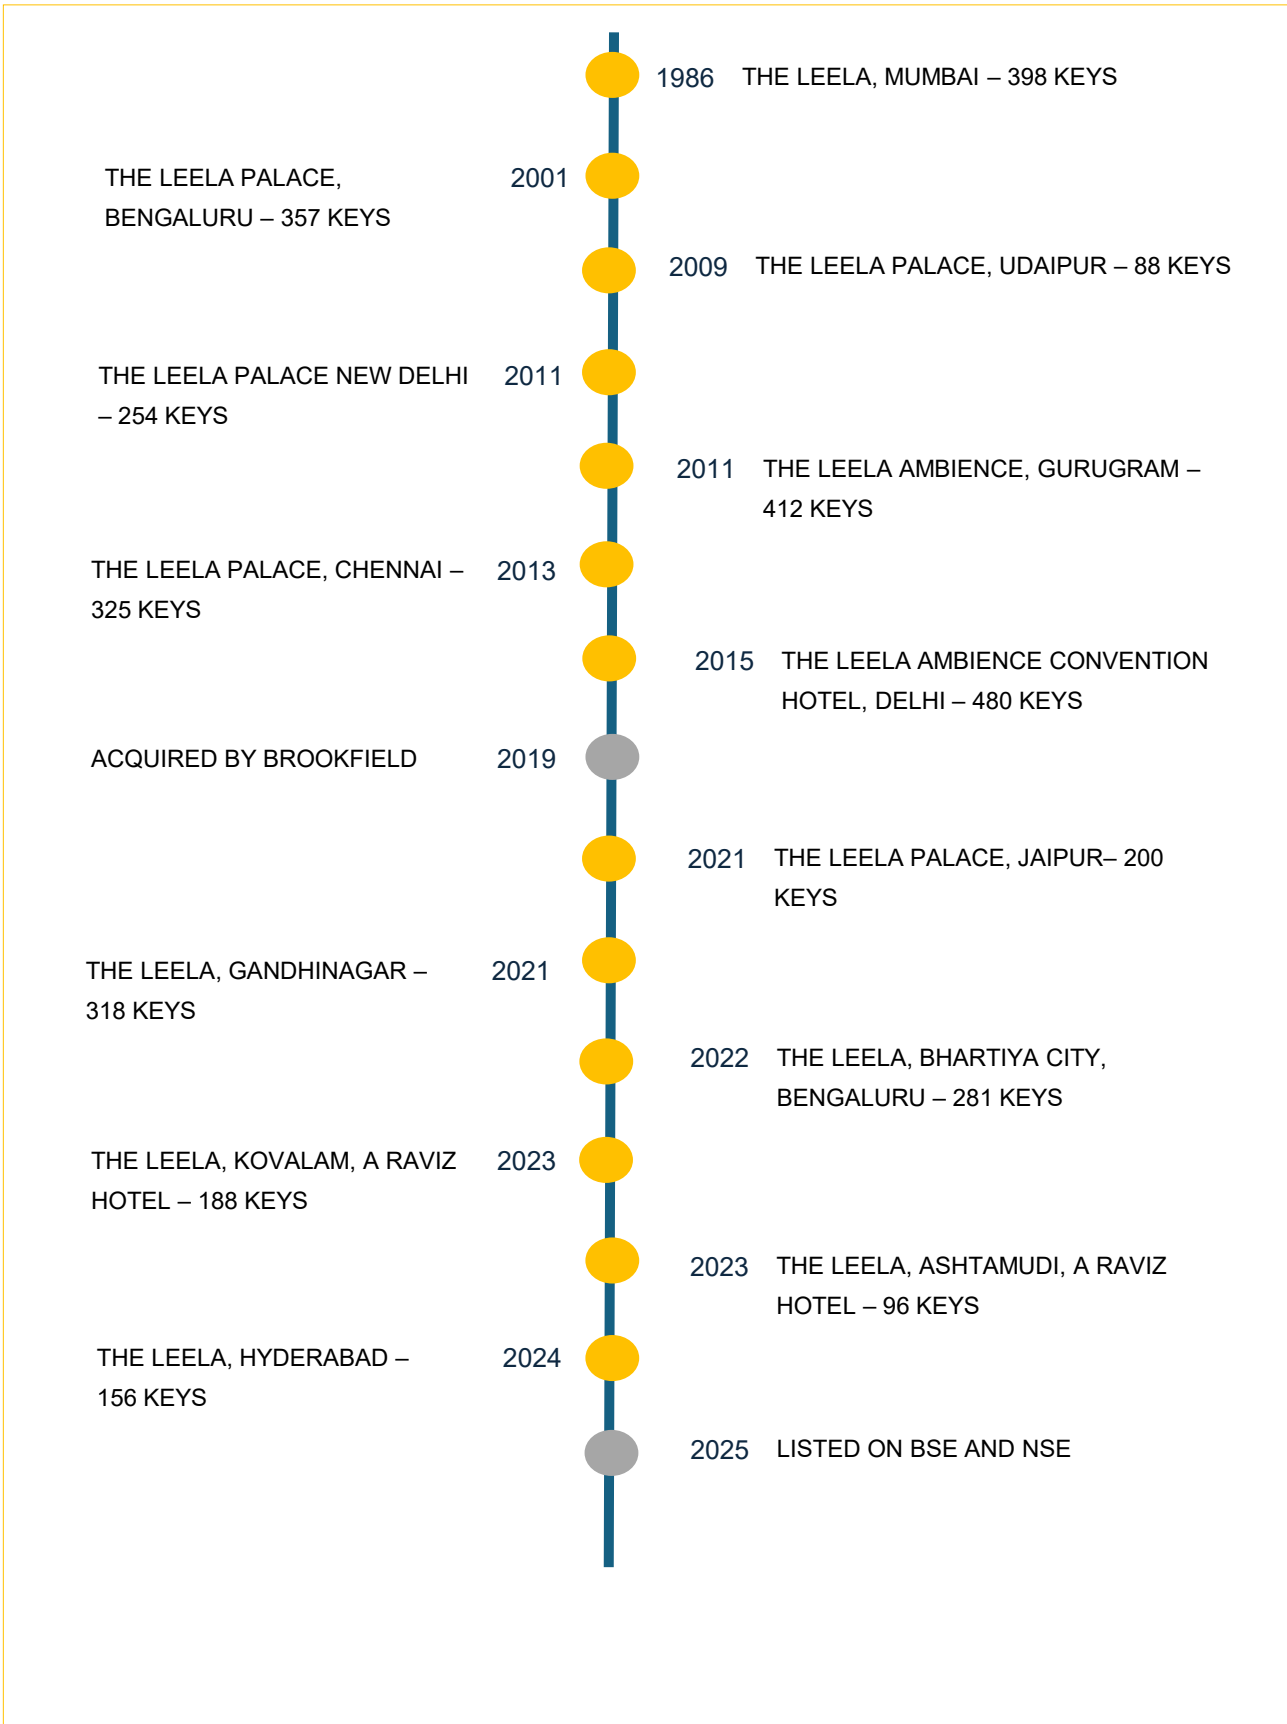 1986 THE LEELA, MUMBAI – 398 KEYS
2001 THE LEELA PALACE,
BENGALURU – 357 KEYS
2009 THE LEELA PALACE, UDAIPUR – 88 KEYS
THE LEELA PALACE NEW DELHI 2011
– 254 KEYS
2011 THE LEELA AMBIENCE, GURUGRAM –
412 KEYS
THE LEELA PALACE, CHENNAI – 2013
325 KEYS
2015 THE LEELA AMBIENCE CONVENTION
HOTEL, DELHI – 480 KEYS
ACQUIRED BY BROOKFIELD 2019
2021 THE LEELA PALACE, JAIPUR– 200
KEYS
THE LEELA, GANDHINAGAR – 2021
318 KEYS
2022 THE LEELA, BHARTIYA CITY,
BENGALURU – 281 KEYS
THE LEELA, KOVALAM, A RAVIZ 2023
HOTEL – 188 KEYS
2023 THE LEELA, ASHTAMUDI, A RAVIZ
HOTEL – 96 KEYS
THE LEELA, HYDERABAD – 2024
156 KEYS
2025 LISTED ON BSE AND NSE